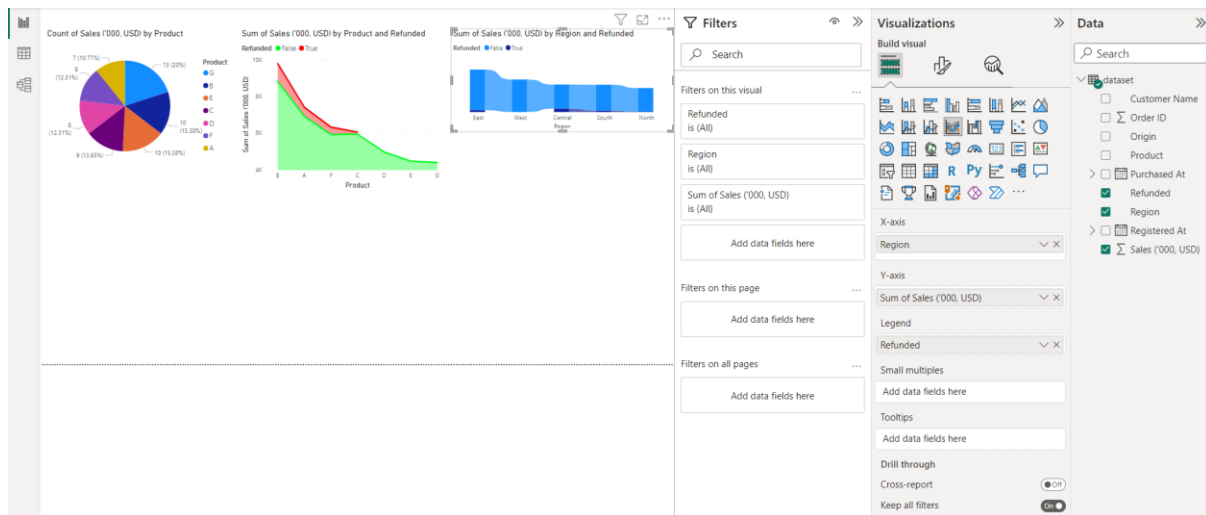 Count of Sales ('000, USD) by Product
7 (10.77%)
8
(12.31%)
8
(12.31%)
9 (13.85%)
10 (15.38%)
10
(15.38%)
13 (20%)
Product
G
B
E
C
D
F
A
Sum of Sales ('000, USD) by Product and Refunded
Refunded False True
Sum of Sales ('000, USD)
10K
8K
6K
4K
B A F C D E G
Product
Sum of Sales ('000, USD) by Region and Refunded
Refunded False True
East West Central South North
Region
Filters
Search
Filters on this visual
Refunded
is (All)
Region
is (All)
Sum of Sales ('000, USD)
is (All)
Add data fields here
Filters on this page
Add data fields here
Filters on all pages
Add data fields here
Visualizations
Build visual
R Py
X-axis
Region
Y-axis
Sum of Sales ('000, USD)
Legend
Refunded
Small multiples
Add data fields here
Tooltips
Add data fields here
Drill through
Cross-report
Off
Keep all filters
On
Data
Search
dataset
Customer Name
Order ID
Origin
Product
Purchased At
Refunded
Region
Registered At
Sales ('000, USD)